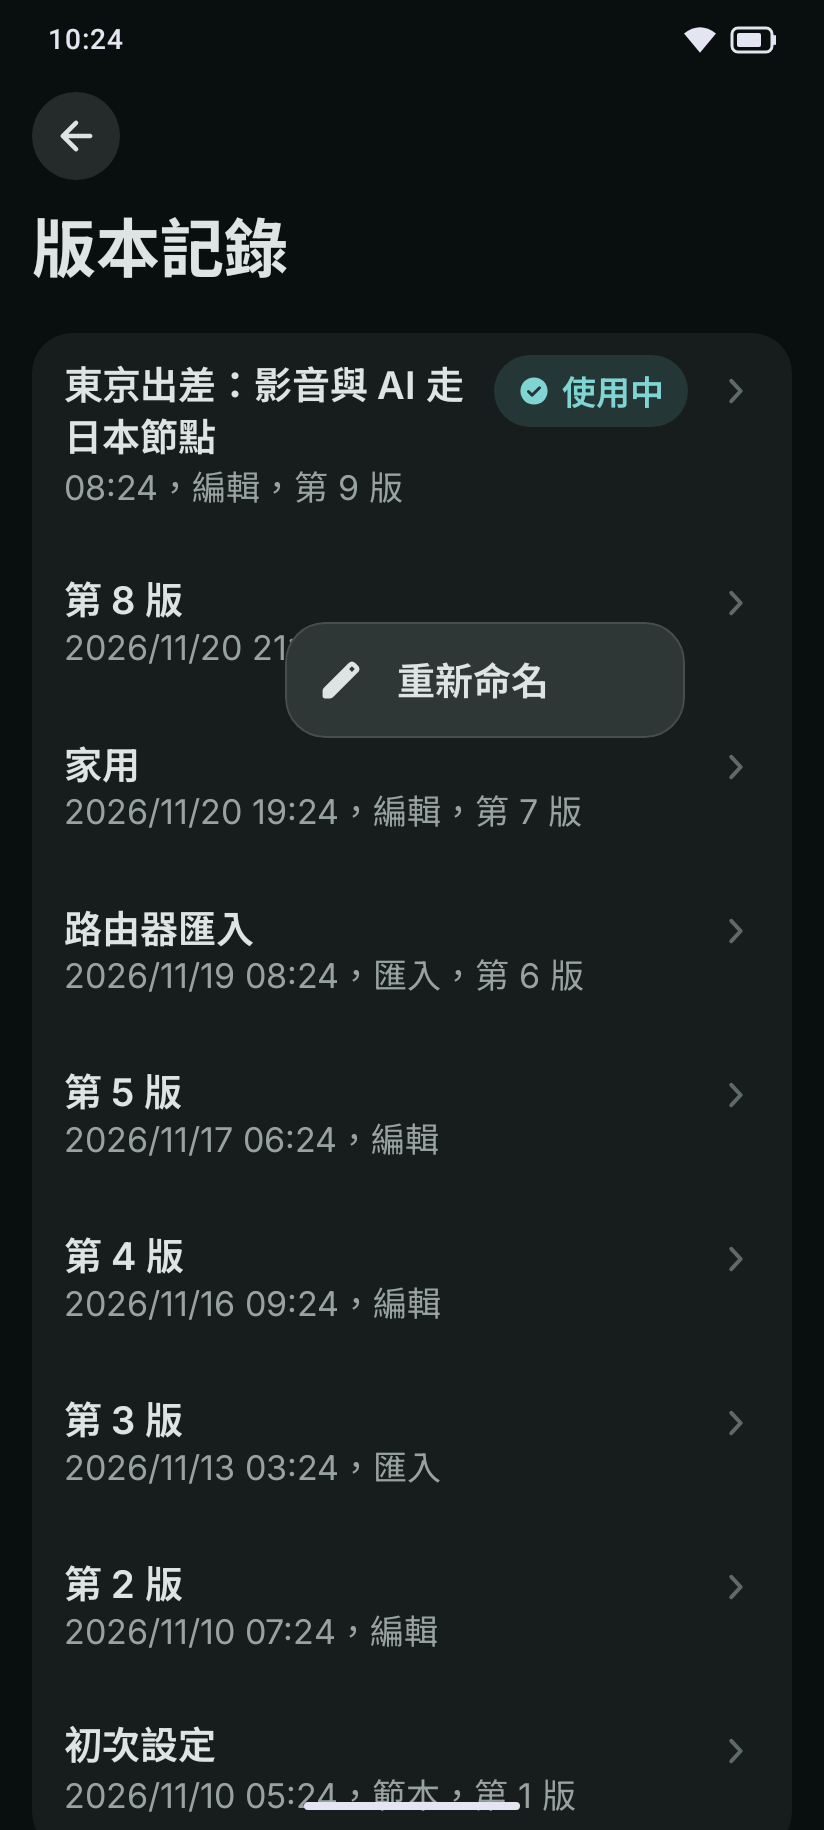 10:24
版本記錄
東京出差：影音與 AI 走
日本節點
使用中
08:24，編輯，第 9 版
第 8 版
2026/11/20 21
重新命名
家用
2026/11/20 19:24，編輯，第 7 版
路由器匯入
2026/11/19 08:24，匯入，第 6 版
第 5 版
2026/11/17 06:24，編輯
第 4 版
2026/11/16 09:24，編輯
第 3 版
2026/11/13 03:24，匯入
第 2 版
2026/11/10 07:24，編輯
初次設定
2026/11/10 05:24，範本，第 1 版